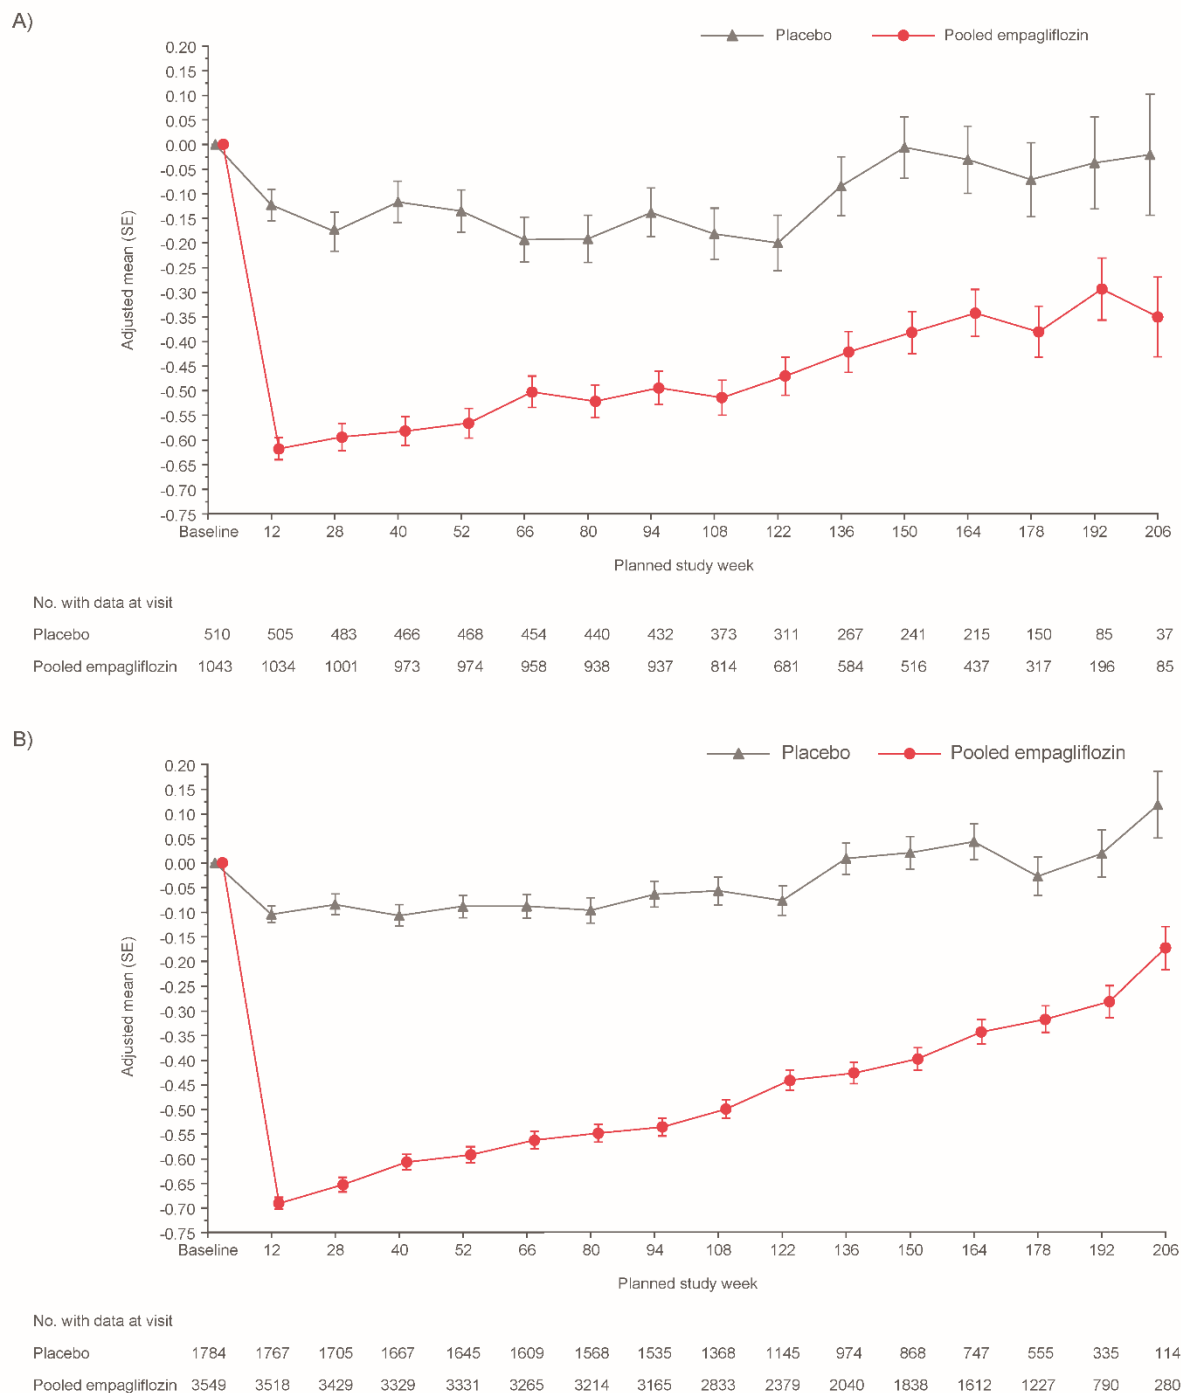 A)
Placebo Pooled empagliflozin
0.20
0.15
0.10
0.05
0.00
-0.05
-0.10
-0.15
-0.20
-0.25
-0.30
-0.35
-0.40
-0.45
-0.50
-0.55
-0.60
-0.65
-0.70
-0.75
Adjusted mean (SE)
Baseline 12 28 40 52 66 80 94 108 122 136 150 164 178 192 206
Planned study week
No. with data at visit
Placebo 510 505 483 466 468 454 440 432 373 311 267 241 215 150 85 37
Pooled empagliflozin 1043 1034 1001 973 974 958 938 937 814 681 584 516 437 317 196 85
B)
Placebo Pooled empagliflozin
0.20
0.10
0.10
0.05
0.00
-0.05
-0.10
-0.15
-0.20
-0.25
-0.30
-0.35
-0.40
-0.45
-0.50
-0.55
-0.60
-0.65
-0.70
-0.75
Adjusted mean (SE)
Baseline 12 28 40 52 66 80 94 108 122 136 150 164 178 192 206
Planned study week
No. with data at visit
Placebo 1784 1767 1705 1667 1645 1609 1568 1535 1368 1145 974 868 747 555 335 114
Pooled empagliflozin 3549 3518 3429 3329 3331 3265 3214 3165 2833 2379 2040 1838 1612 1227 790 280